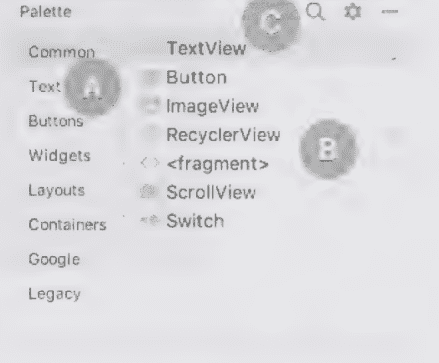 Palette
C
Common
TextView
Text
A
Button
ImageView
Buttons
RecyclerView
B
Widgets
<fragment>
Layouts
ScrollView
Containers
Switch
Google
Legacy